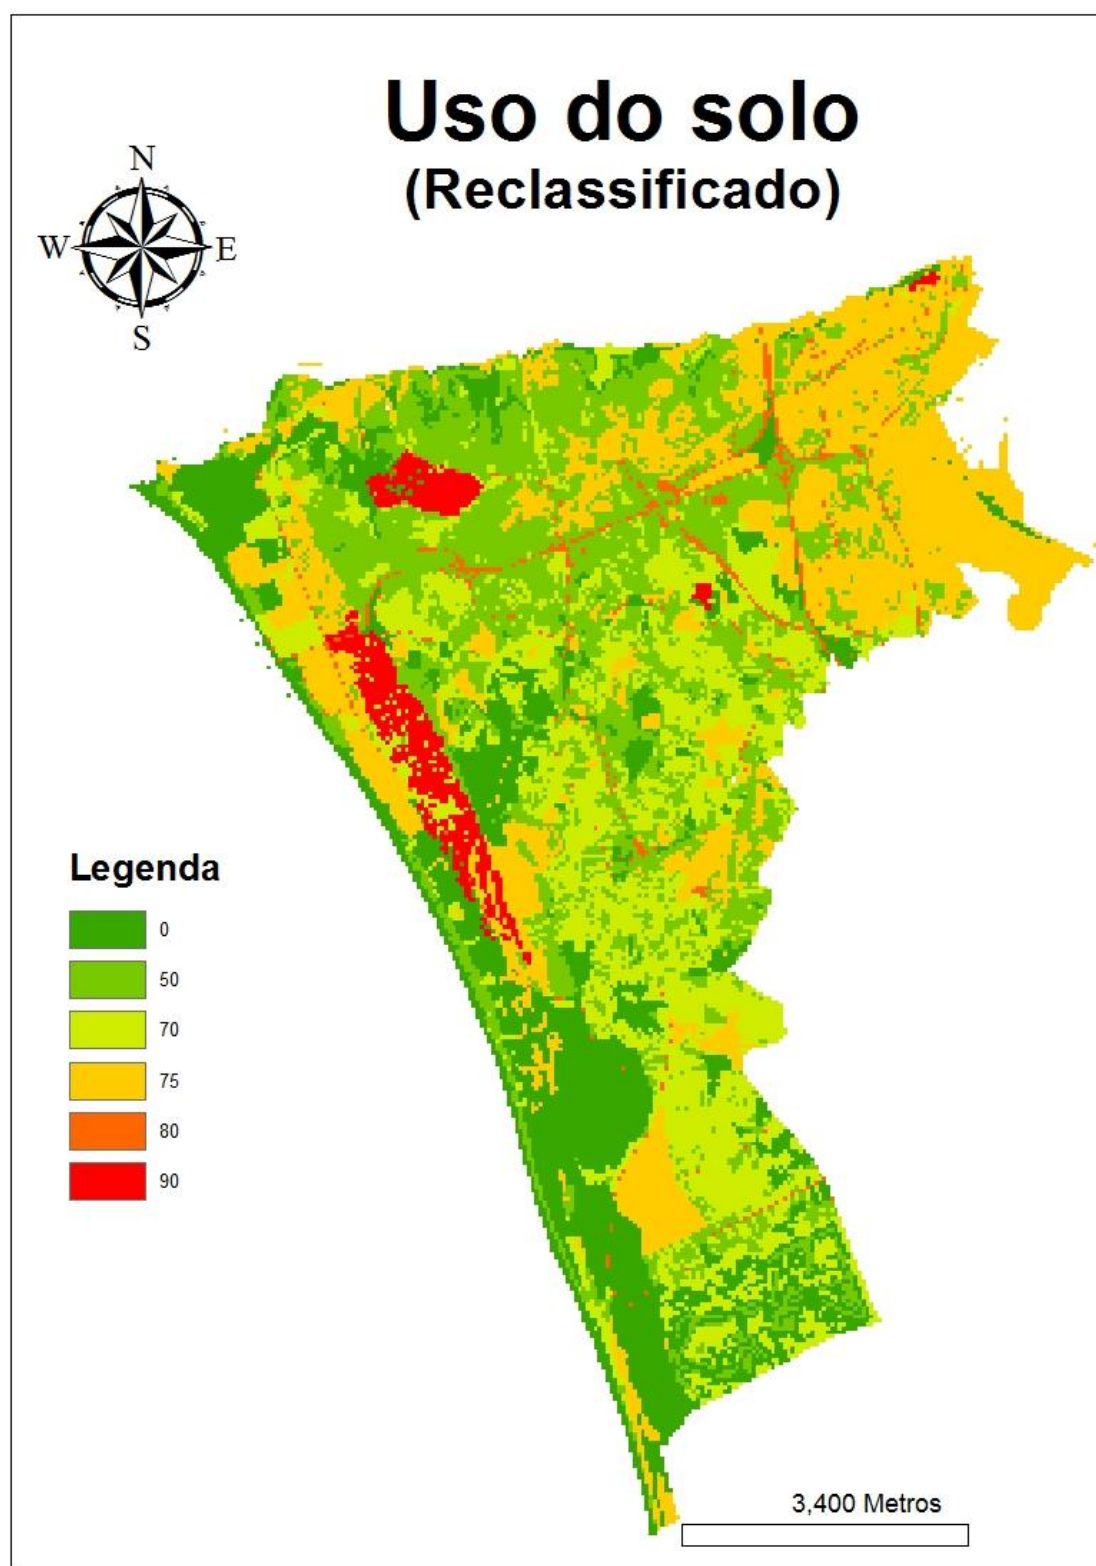 Uso do solo
(Reclassificado)
N
W
E
S
Legenda
0
50
70
75
80
90
3,400 Metros